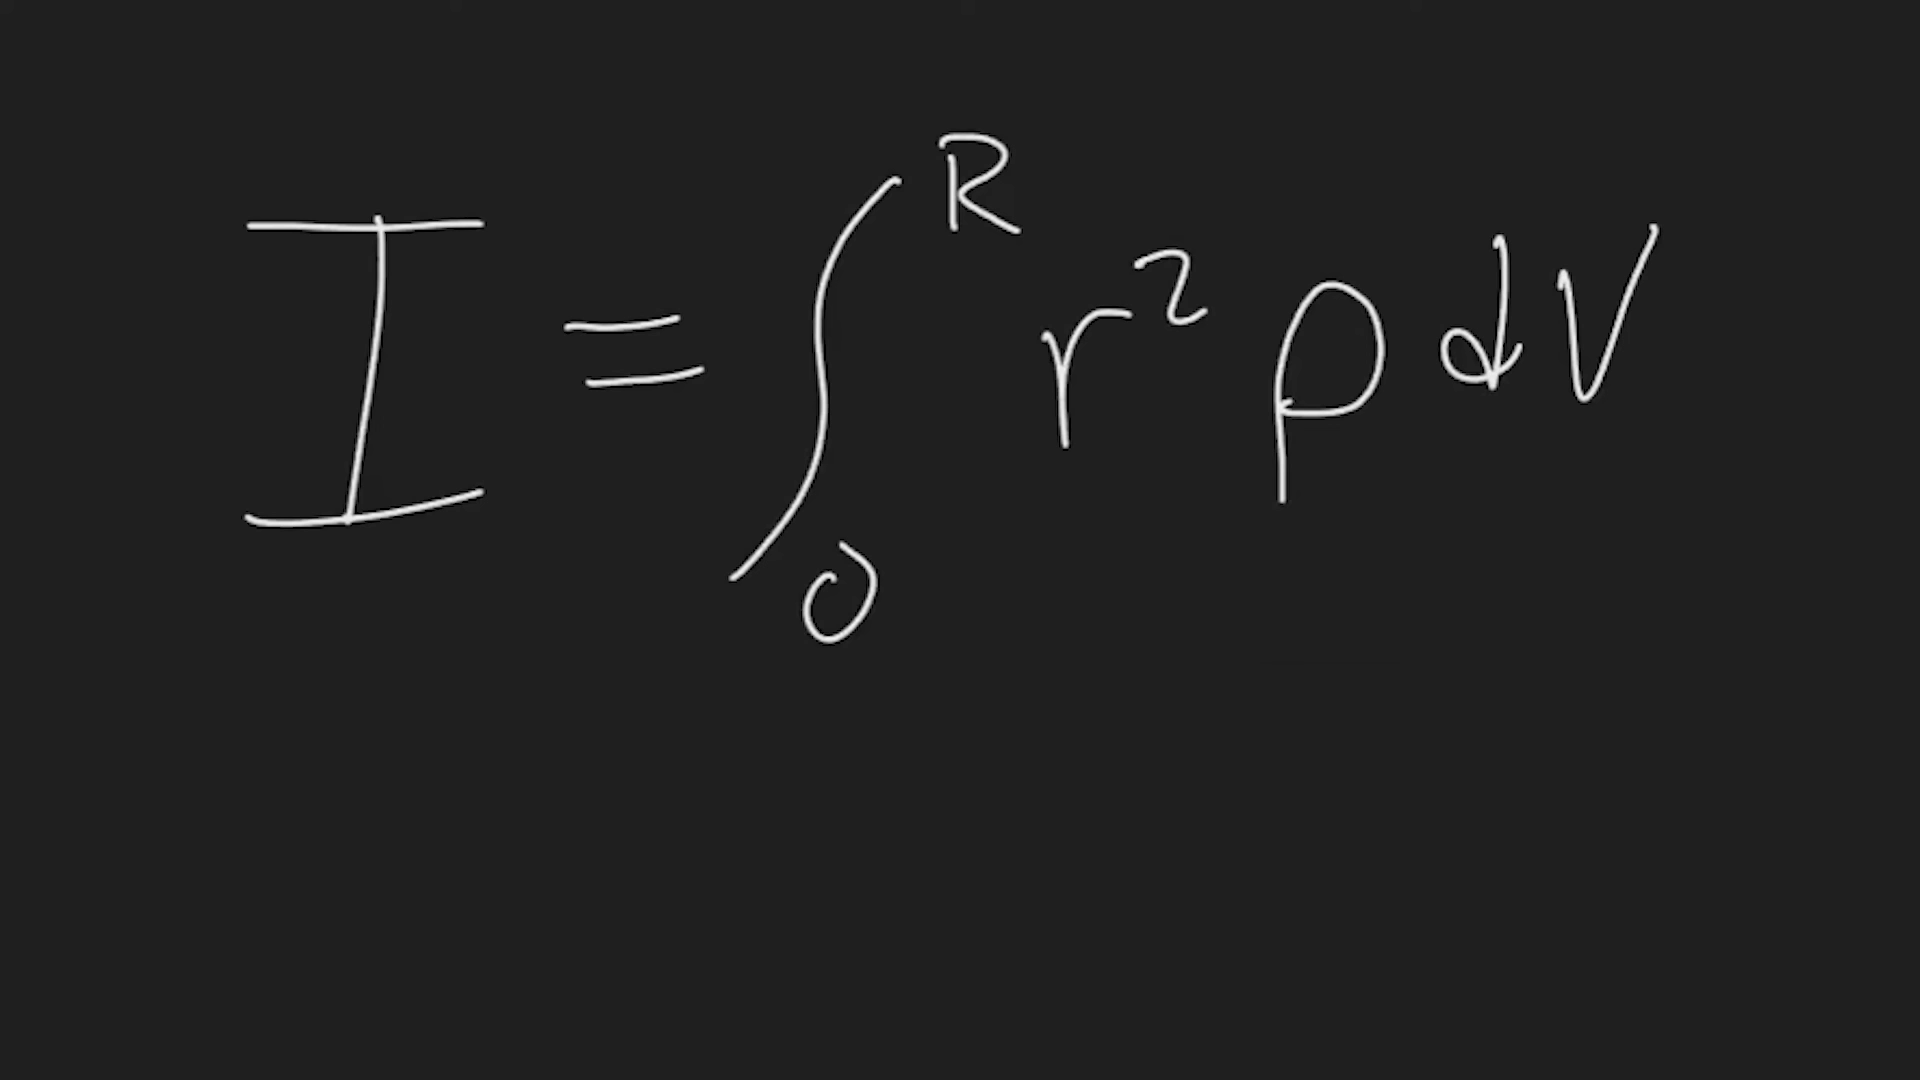 I = ∫₀ᴿ r² ρ dV